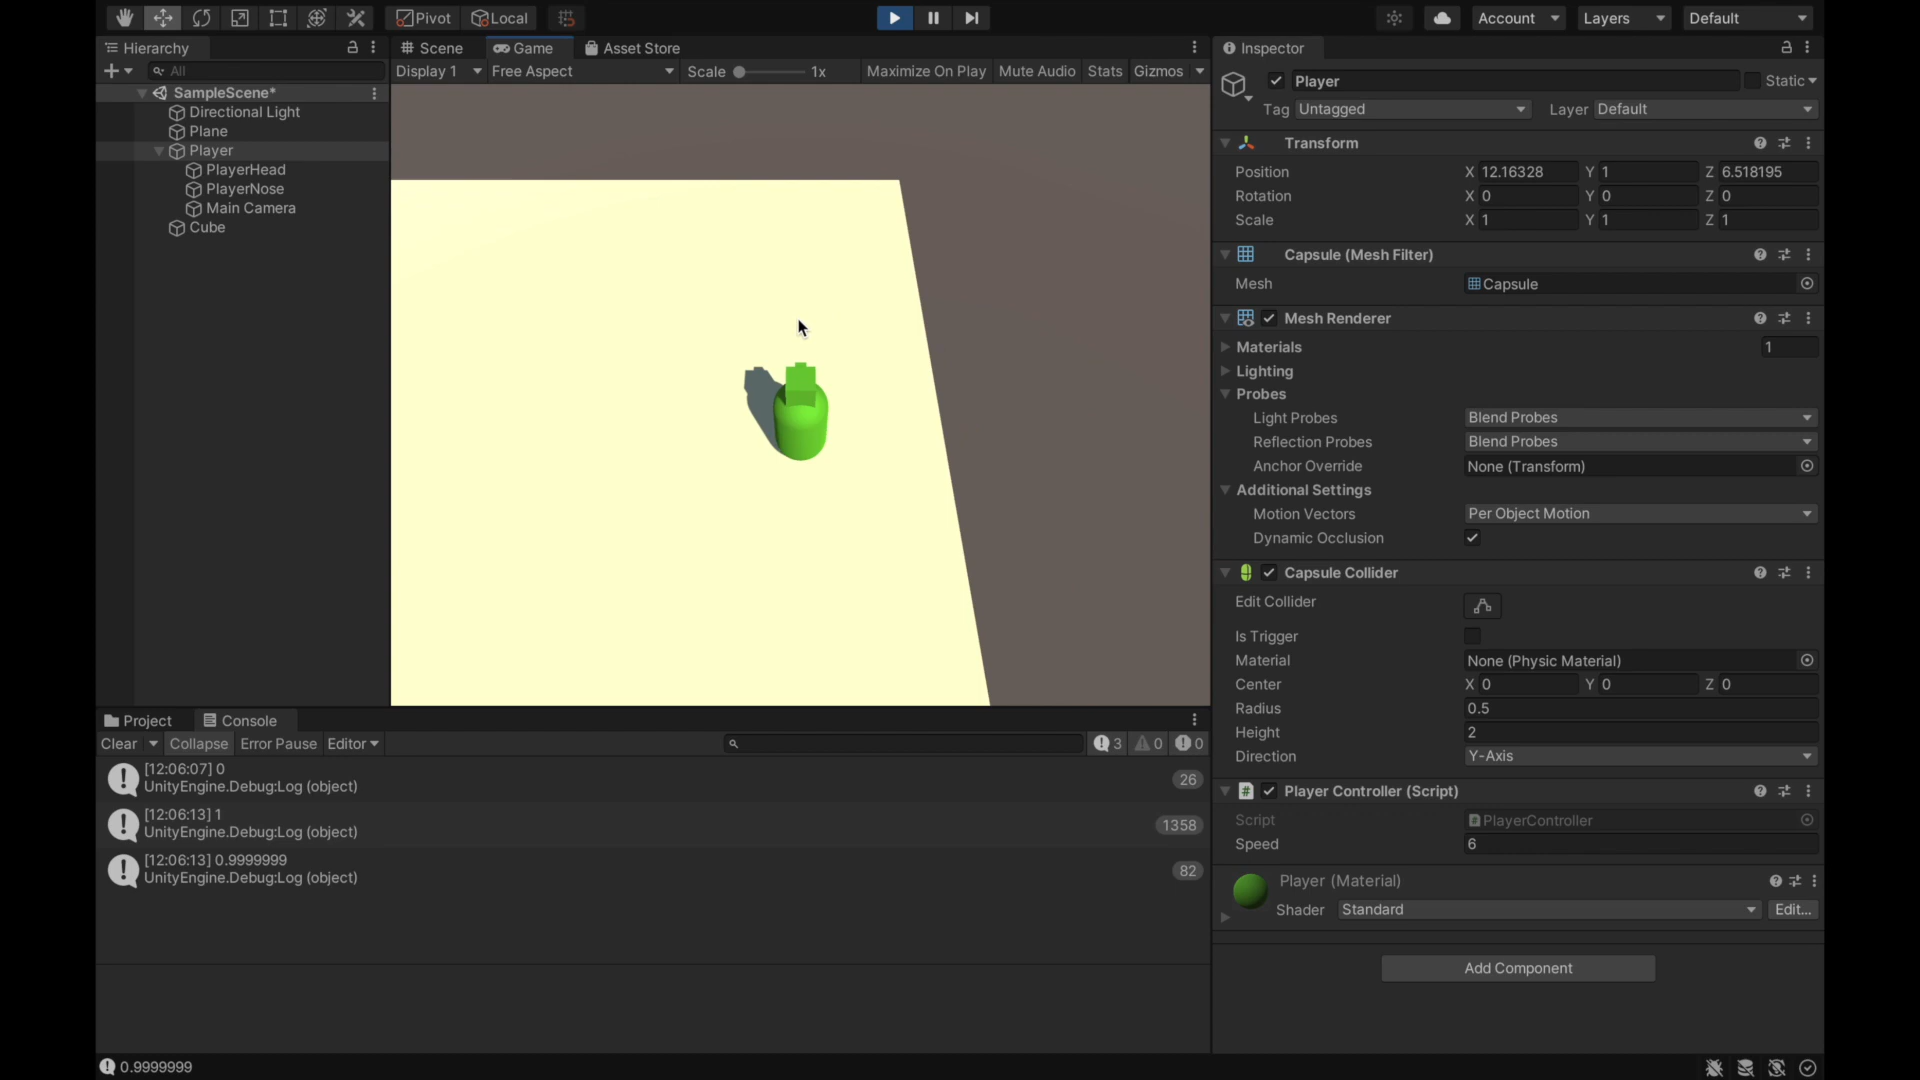 Pivot Local Account Layers Default
Hierarchy Scene Game Asset Store Inspector
All Display 1 Free Aspect Scale 1x Maximize On Play Mute Audio Stats Gizmos
SampleScene*
Directional Light
Plane
Player
PlayerHead
PlayerNose
Main Camera
Cube
Player Static
Tag Untagged Layer Default
Transform
Position X 12.16328 Y 1 Z 6.518195
Rotation X 0 Y 0 Z 0
Scale X 1 Y 1 Z 1
Capsule (Mesh Filter)
Mesh Capsule
Mesh Renderer
Materials 1
Lighting
Probes
Light Probes Blend Probes
Reflection Probes Blend Probes
Anchor Override None (Transform)
Additional Settings
Motion Vectors Per Object Motion
Dynamic Occlusion
Capsule Collider
Edit Collider
Is Trigger
Material None (Physic Material)
Center X 0 Y 0 Z 0
Radius 0.5
Height 2
Direction Y-Axis
Player Controller (Script)
Script PlayerController
Speed 6
Player (Material)
Shader Standard Edit...
Add Component
Project Console
Clear Collapse Error Pause Editor 3 0 0
[12:06:07] 0
UnityEngine.Debug:Log (object) 26
[12:06:13] 1
UnityEngine.Debug:Log (object) 1358
[12:06:13] 0.9999999
UnityEngine.Debug:Log (object) 82
0.9999999